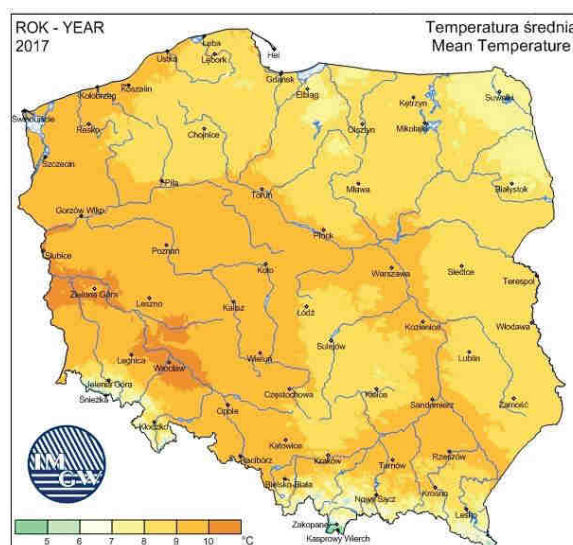 ROK - YEAR
2017
Temperatura średnia
Mean Temperature
Łeba
Hel
Ustka
Lębork
Gdańsk
Koszalin
Kołobrzeg
Elbląg
Kętrzyn
Suwałki
Świnoujście
Resko
Chojnice
Olsztyn
Mikołajki
Szczecin
Piła
Toruń
Mława
Białystok
Gorzów Wlkp.
Płock
Słubice
Poznań
Koło
Warszawa
Siedlce
Terespol
Zielona Góra
Leszno
Kalisz
Łódź
Kozienice
Włodawa
Sulejów
Legnica
Wrocław
Wieluń
Lublin
Jelenia Góra
Śnieżka
Częstochowa
Kielce
Sandomierz
Zamość
Opole
Kłodzko
Katowice
Racibórz
Kraków
Tarnów
Rzeszów
Bielsko-Biała
Nowy Sącz
Krosno
Lesko
Zakopane
Kasprowy Wierch
IM
GW
5 6 7 8 9 10 °C